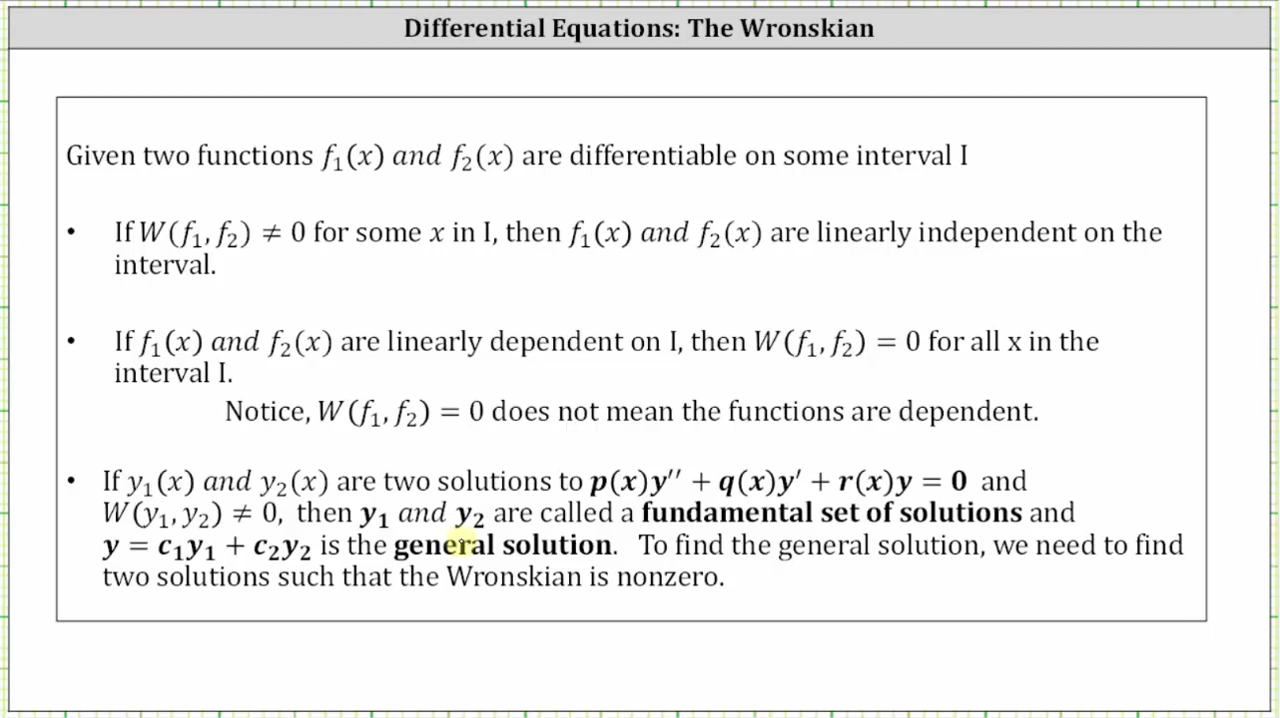 Differential Equations: The Wronskian
Given two functions f₁(x) and f₂(x) are differentiable on some interval I
• If W(f₁, f₂) ≠ 0 for some x in I, then f₁(x) and f₂(x) are linearly independent on the
interval.
• If f₁(x) and f₂(x) are linearly dependent on I, then W(f₁, f₂) = 0 for all x in the
interval I.
Notice, W(f₁, f₂) = 0 does not mean the functions are dependent.
• If y₁(x) and y₂(x) are two solutions to p(x)y′′ + q(x)y′ + r(x)y = 0 and
W(y₁, y₂) ≠ 0, then y₁ and y₂ are called a fundamental set of solutions and
y = c₁y₁ + c₂y₂ is the general solution. To find the general solution, we need to find
two solutions such that the Wronskian is nonzero.